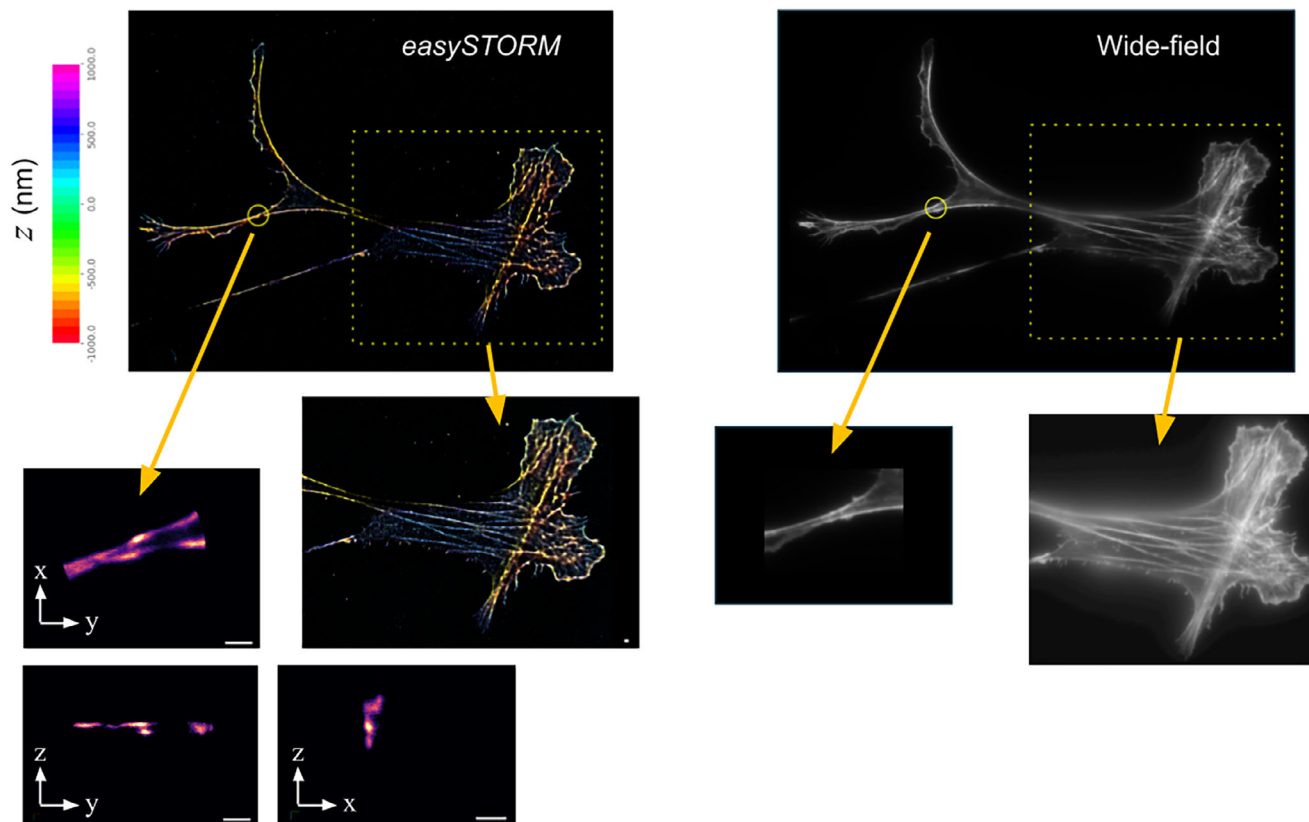 easySTORM
Wide-field
z (nm)
1000.0
500.0
0.0
-500.0
-1000.0
x
y
z
y
z
x